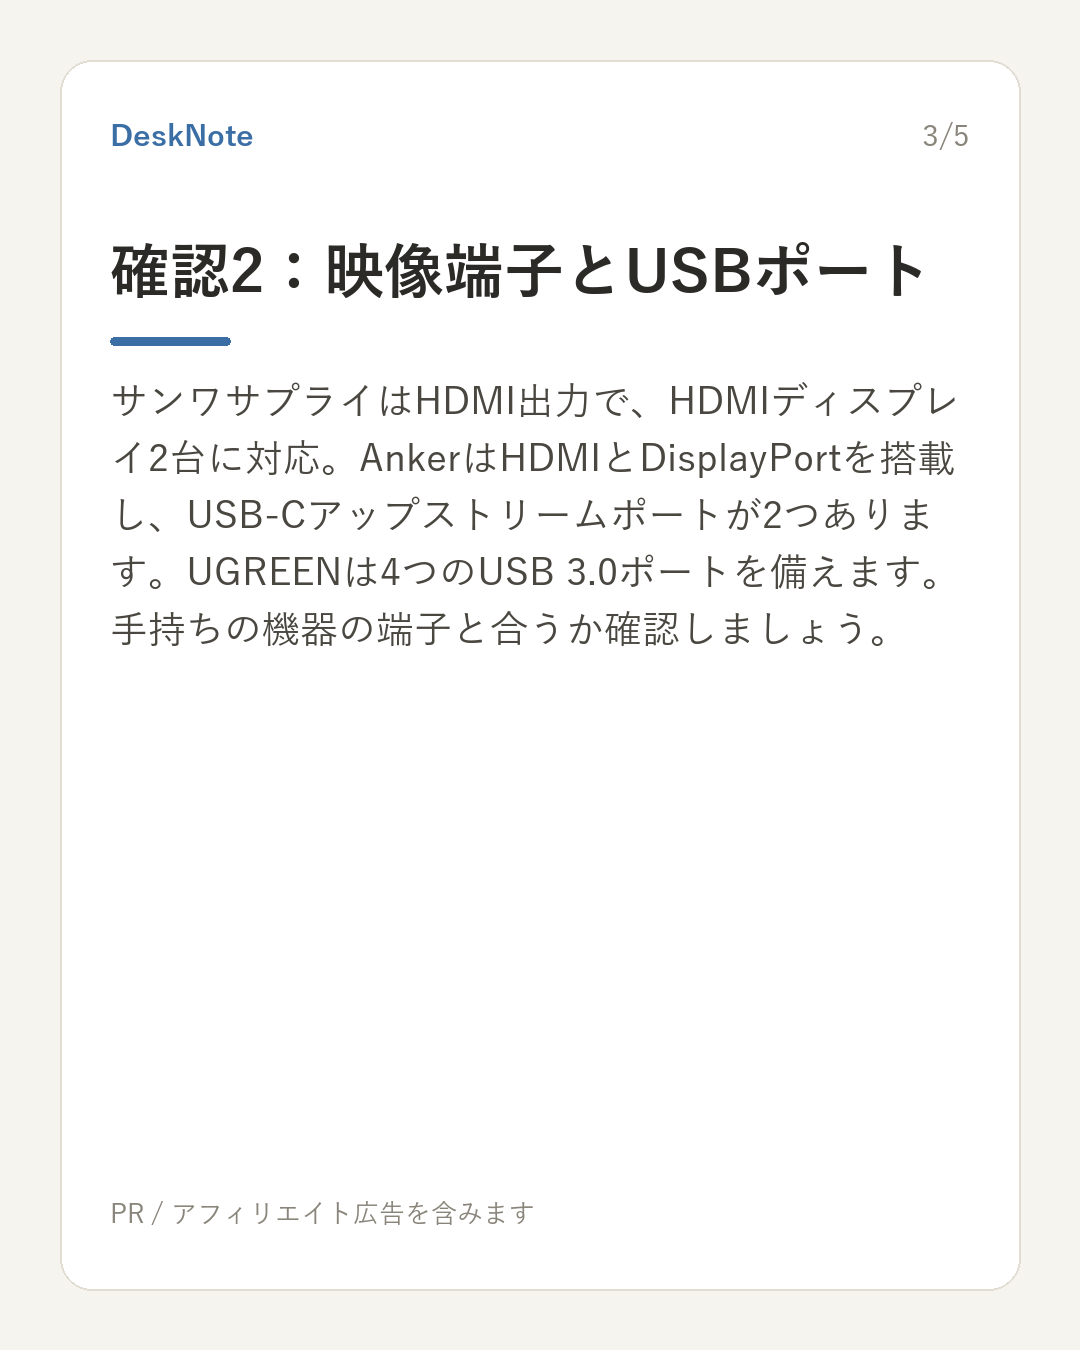 DeskNote
3/5
確認2：映像端子とUSBポート
サンワサプライはHDMI出力で、HDMIディスプレ
イ2台に対応。AnkerはHDMIとDisplayPortを搭載
し、USB-Cアップストリームポートが2つありま
す。UGREENは4つのUSB 3.0ポートを備えます。
手持ちの機器の端子と合うか確認しましょう。
PR / アフィリエイト広告を含みます